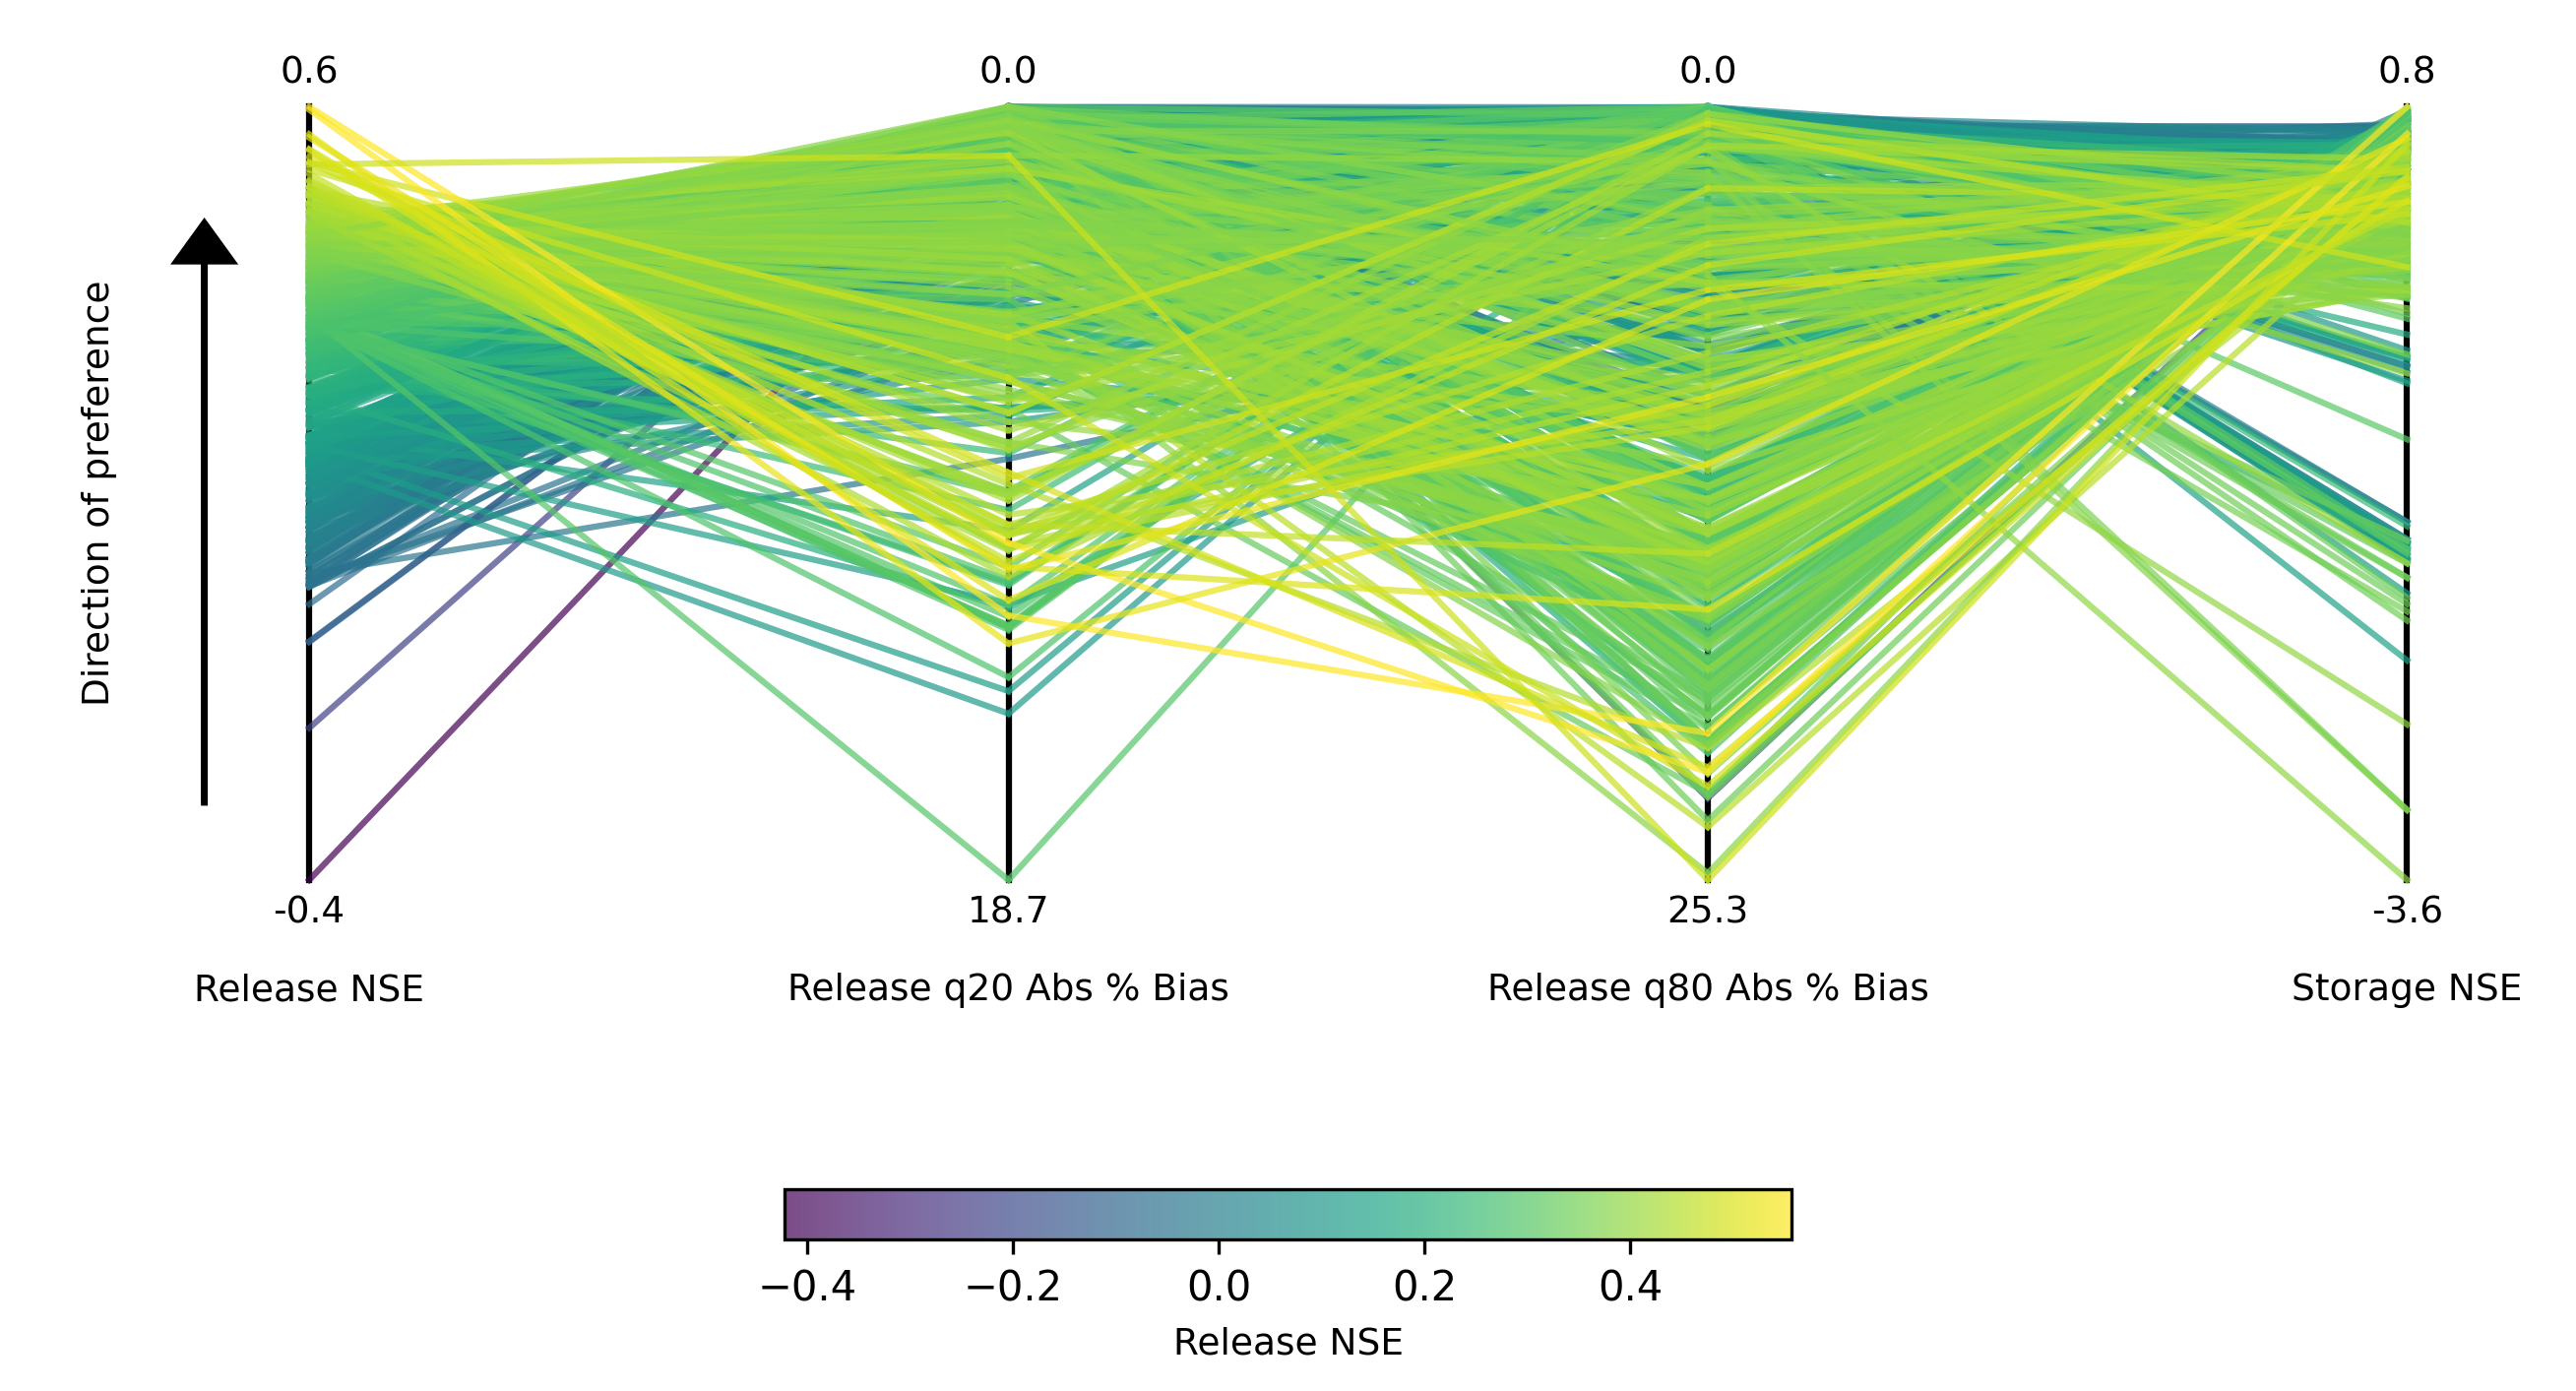 0.6 0.0 0.0 0.8
Direction of preference
-0.4 18.7 25.3 -3.6
Release NSE Release q20 Abs % Bias Release q80 Abs % Bias Storage NSE
−0.4 −0.2 0.0 0.2 0.4
Release NSE